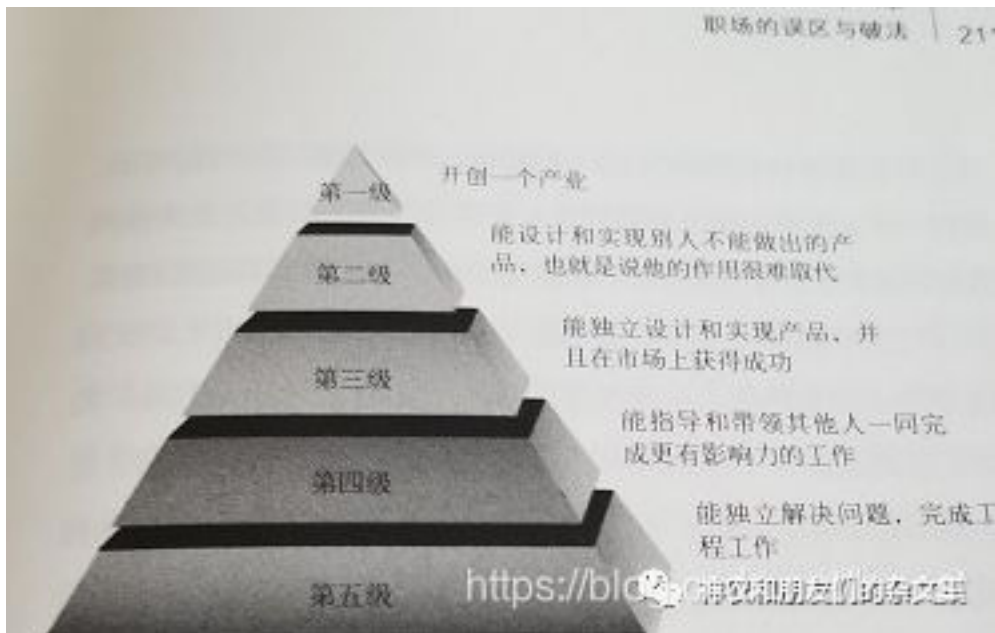 职场的误区与破法
第一级
开创一个产业
第二级
能设计和实现别人不能做出的产
品，也就是说他的作用很难取代
第三级
能独立设计和实现产品，并
且在市场上获得成功
第四级
能指导和带领其他人一同完
成更有影响力的工作
第五级
能独立解决问题，完成工
程工作
https://blo